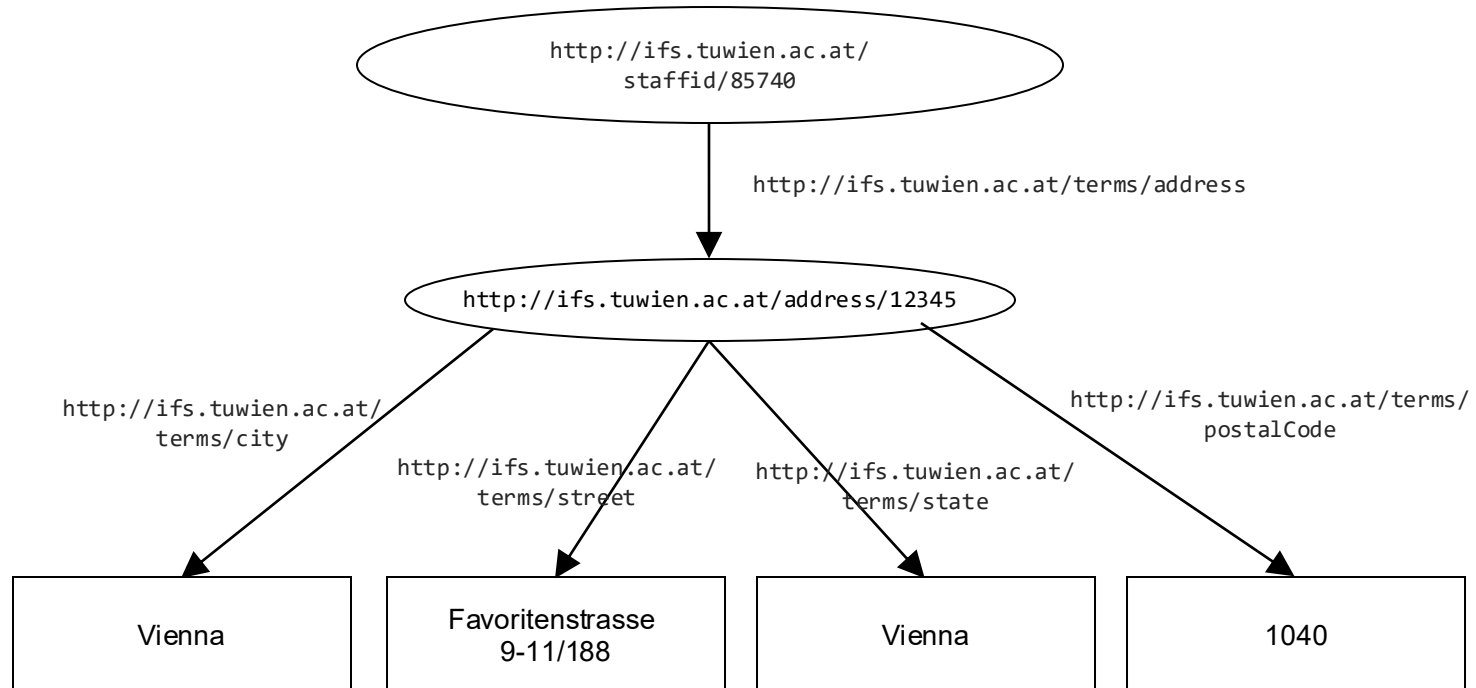 http://ifs.tuwien.ac.at/
staffid/85740
http://ifs.tuwien.ac.at/terms/address
http://ifs.tuwien.ac.at/address/12345
http://ifs.tuwien.ac.at/
terms/city
http://ifs.tuwien.ac.at/
terms/street
http://ifs.tuwien.ac.at/
terms/state
http://ifs.tuwien.ac.at/terms/
postalCode
Vienna
Favoritenstrasse
9-11/188
Vienna
1040